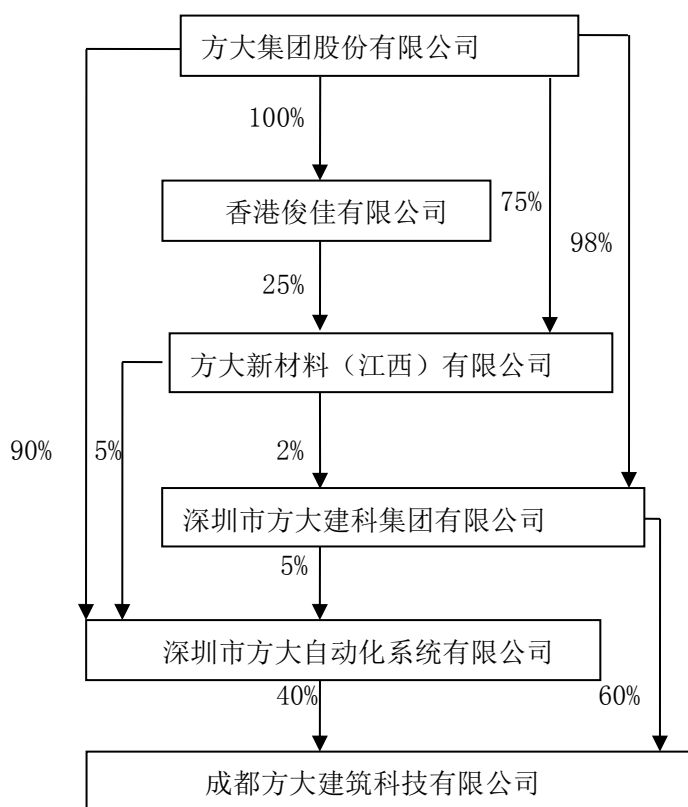 方大集团股份有限公司
100%
香港俊佳有限公司
75%
98%
25%
方大新材料（江西）有限公司
90%
5%
2%
深圳市方大建科集团有限公司
5%
深圳市方大自动化系统有限公司
40%
60%
成都方大建筑科技有限公司